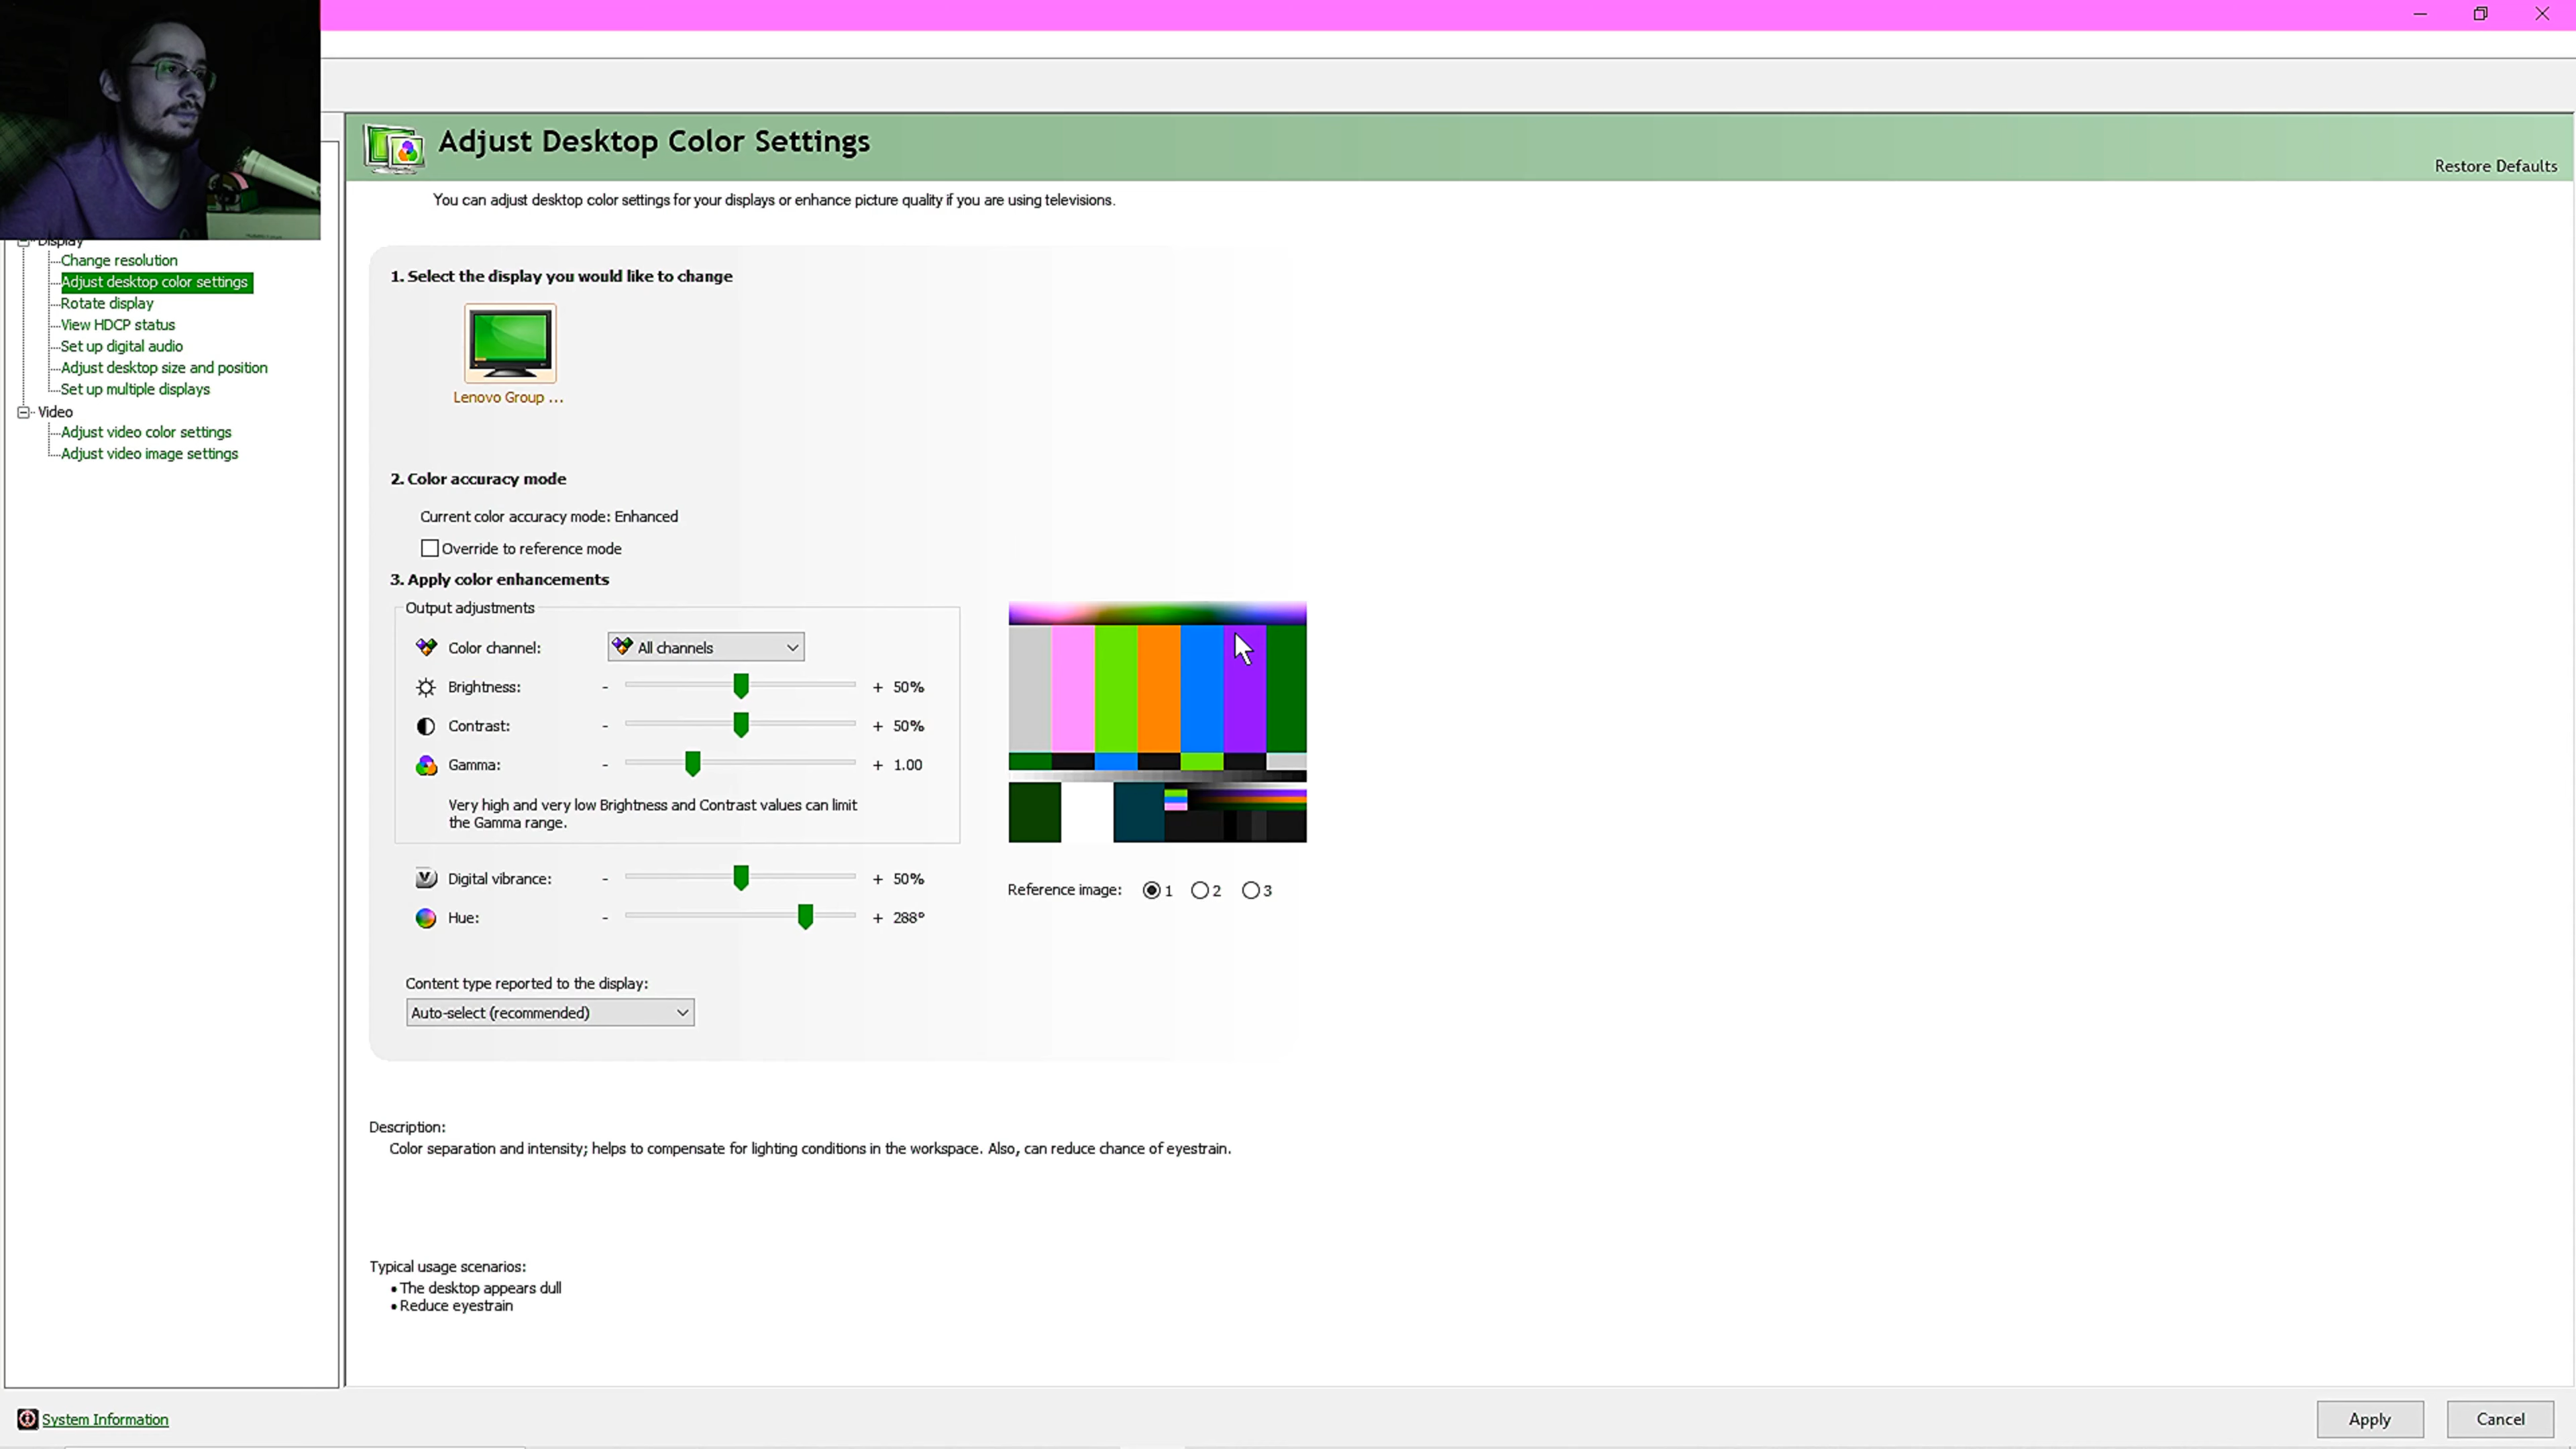 Adjust Desktop Color Settings
Restore Defaults
You can adjust desktop color settings for your displays or enhance picture quality if you are using televisions.
Display
Change resolution
Adjust desktop color settings
Rotate display
View HDCP status
Set up digital audio
Adjust desktop size and position
Set up multiple displays
Video
Adjust video color settings
Adjust video image settings
1. Select the display you would like to change
Lenovo Group ...
2. Color accuracy mode
Current color accuracy mode: Enhanced
Override to reference mode
3. Apply color enhancements
Output adjustments
Color channel: All channels
Brightness: - + 50%
Contrast: - + 50%
Gamma: - + 1.00
Very high and very low Brightness and Contrast values can limit
the Gamma range.
Digital vibrance: - + 50%
Hue: - + 288°
Reference image: 1 2 3
Content type reported to the display:
Auto-select (recommended)
Description:
Color separation and intensity; helps to compensate for lighting conditions in the workspace. Also, can reduce chance of eyestrain.
Typical usage scenarios:
• The desktop appears dull
• Reduce eyestrain
System Information
Apply
Cancel